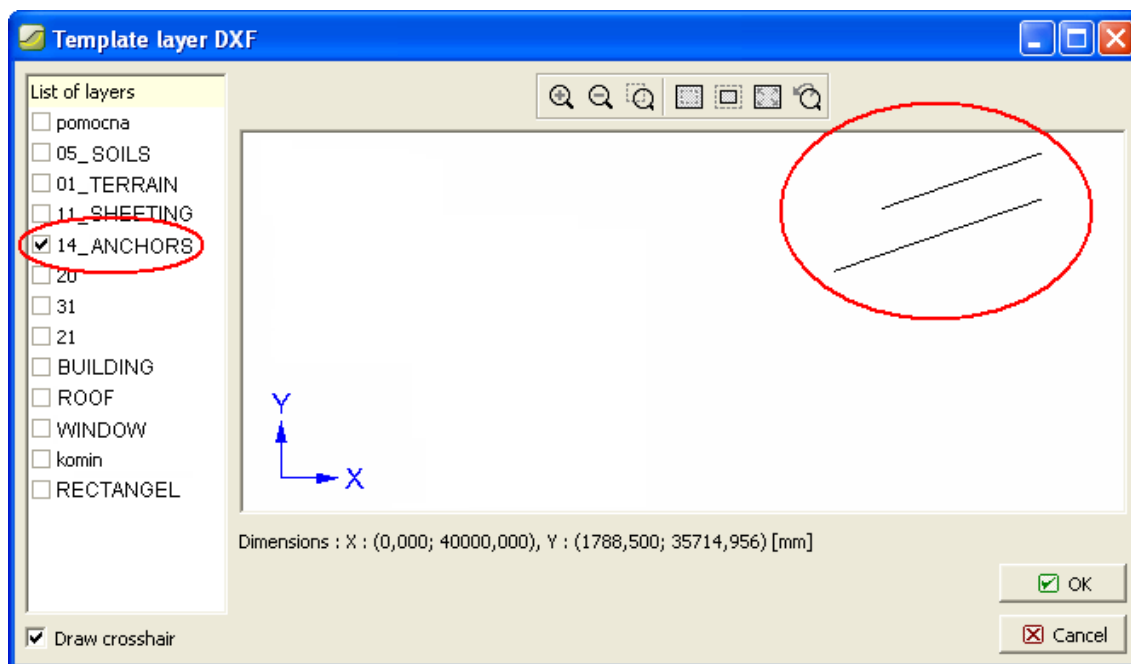 Template layer DXF
List of layers
pomocna
05_SOILS
01_TERRAIN
11_SHEETING
14_ANCHORS
20
31
21
BUILDING
ROOF
WINDOW
komin
RECTANGEL
Y
X
Dimensions : X : (0,000; 40000,000), Y : (1788,500; 35714,956) [mm]
OK
Draw crosshair
Cancel